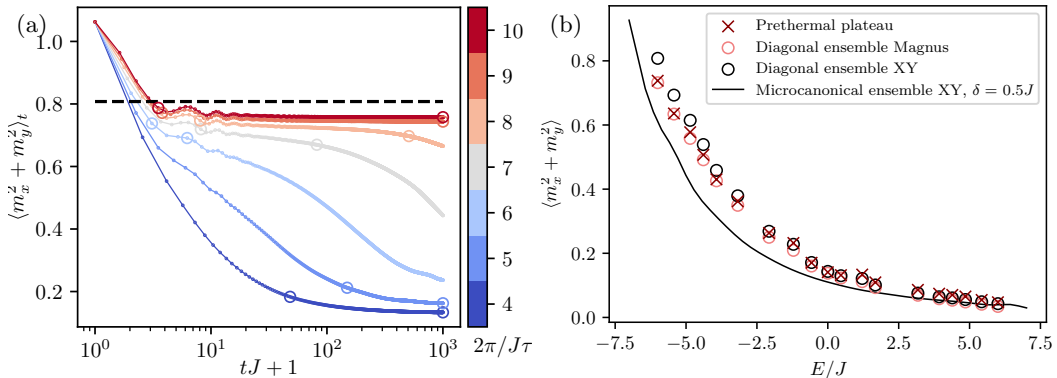 (a)
1.0
0.8
0.6
0.4
0.2
⟨m_x^2 + m_y^2⟩_t
10^0
10^1
10^2
10^3
tJ + 1
10
9
8
7
6
5
4
2π/Jτ
(b)
Prethermal plateau
Diagonal ensemble Magnus
Diagonal ensemble XY
Microcanonical ensemble XY, δ = 0.5J
0.8
0.6
0.4
0.2
0.0
⟨m_x^2 + m_y^2⟩
−7.5
−5.0
−2.5
0.0
2.5
5.0
7.5
E/J